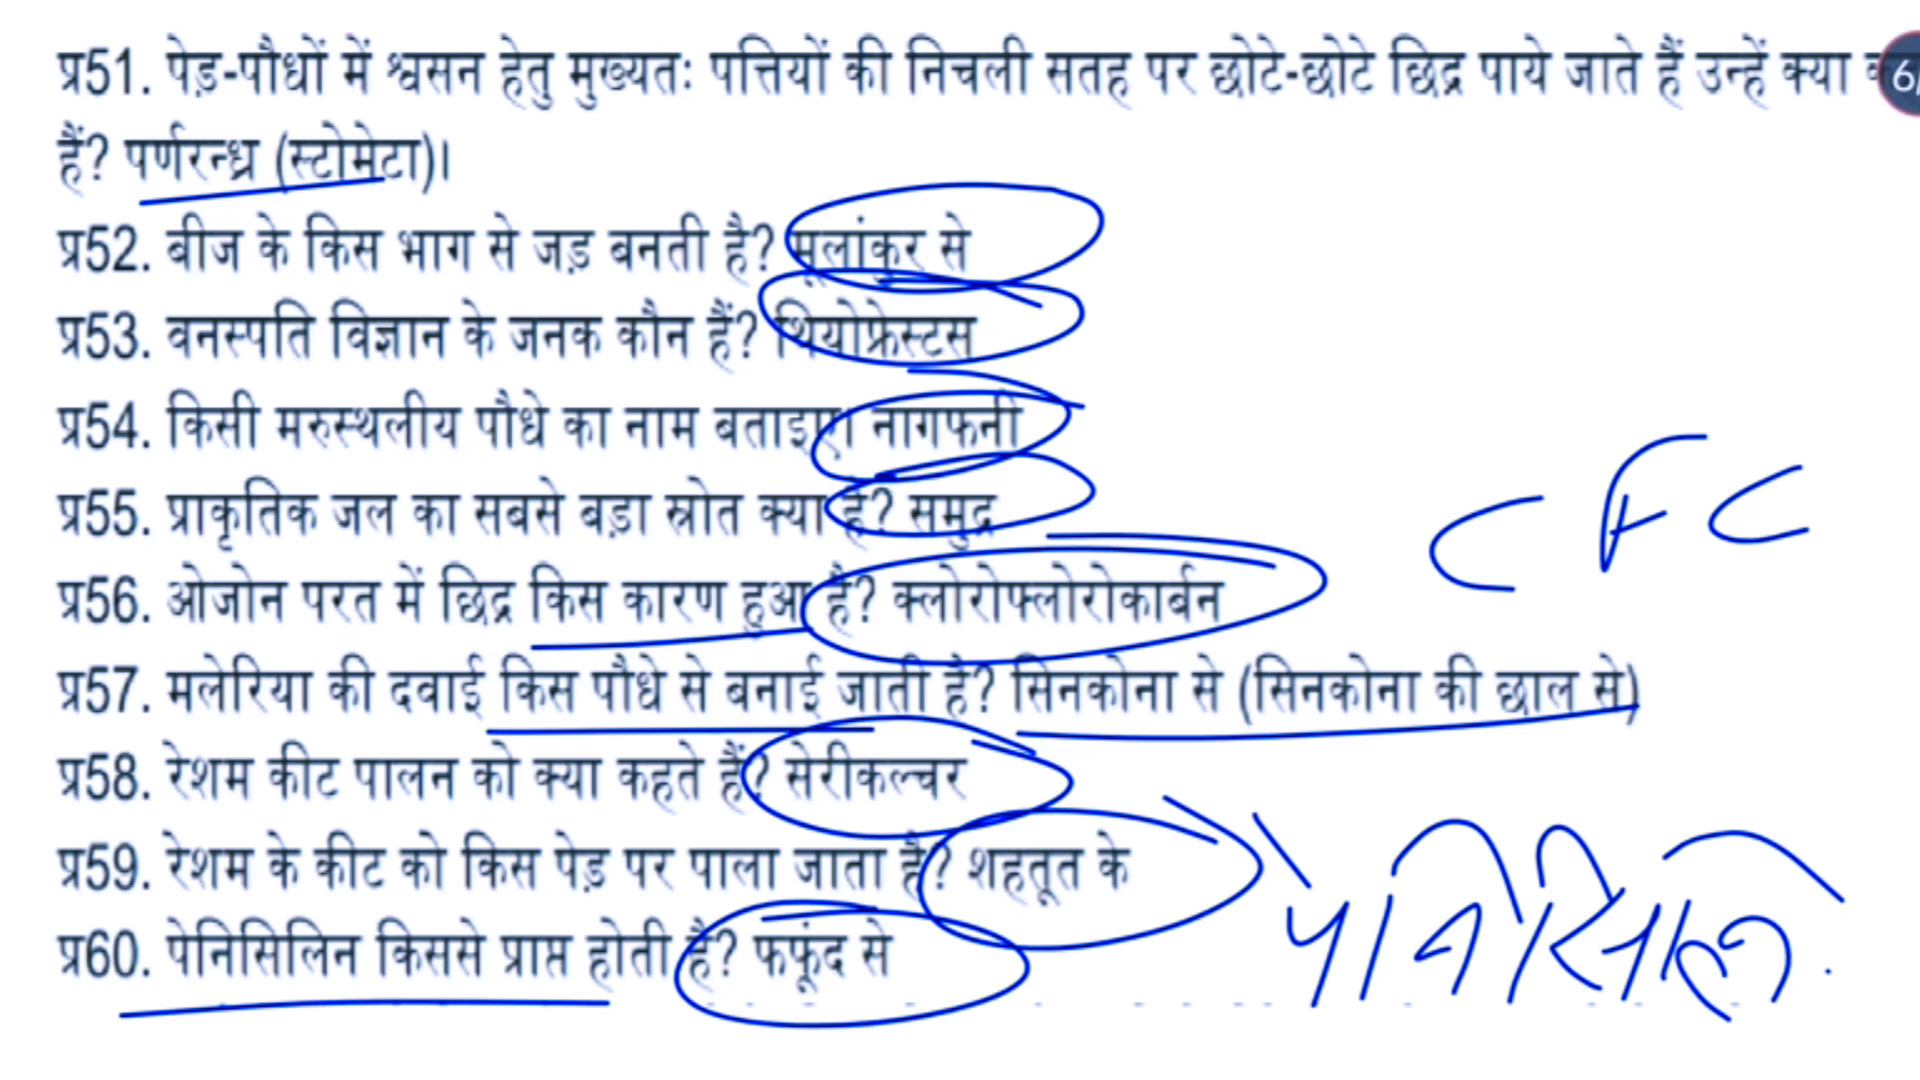 प्र51. पेड़-पौधों में श्वसन हेतु मुख्यतः पत्तियों की निचली सतह पर छोटे-छोटे छिद्र पाये जाते हैं उन्हें क्या
हैं? पर्णरन्ध्र (स्टोमेटा)।
प्र52. बीज के किस भाग से जड़ बनती है? मूलांकुर से
प्र53. वनस्पति विज्ञान के जनक कौन हैं? थियोफ्रेस्टस
प्र54. किसी मरुस्थलीय पौधे का नाम बताइए। नागफनी
प्र55. प्राकृतिक जल का सबसे बड़ा स्रोत क्या है? समुद्र
CFC
प्र56. ओजोन परत में छिद्र किस कारण हुआ है? क्लोरोफ्लोरोकार्बन
प्र57. मलेरिया की दवाई किस पौधे से बनाई जाती है? सिनकोना से (सिनकोना की छाल से)
प्र58. रेशम कीट पालन को क्या कहते हैं? सेरीकल्चर
प्र59. रेशम के कीट को किस पेड़ पर पाला जाता है? शहतूत के
प्र60. पेनिसिलिन किससे प्राप्त होती है? फफूंद से